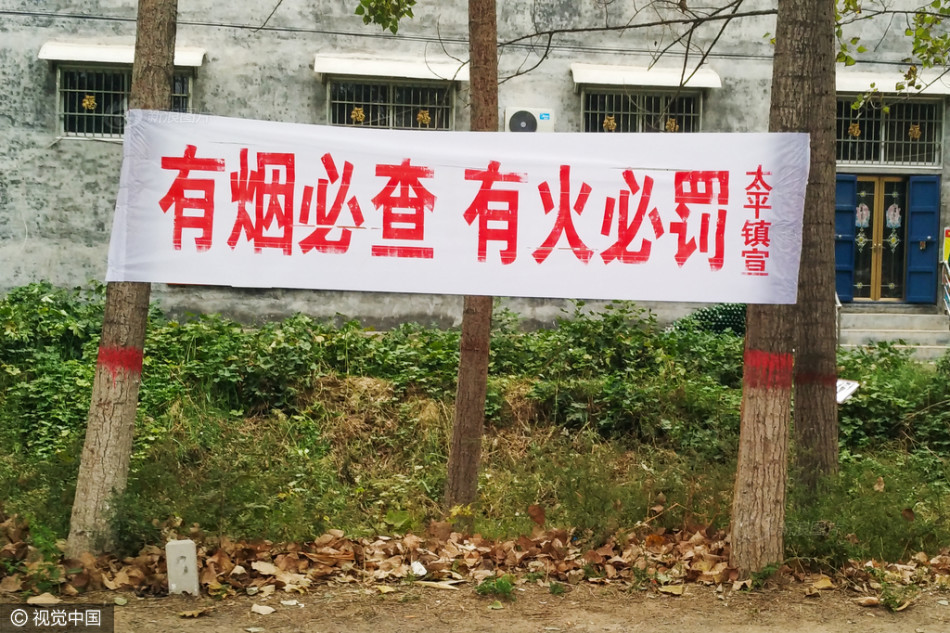 有烟必查 有火必罚
太平镇宣
©视觉中国